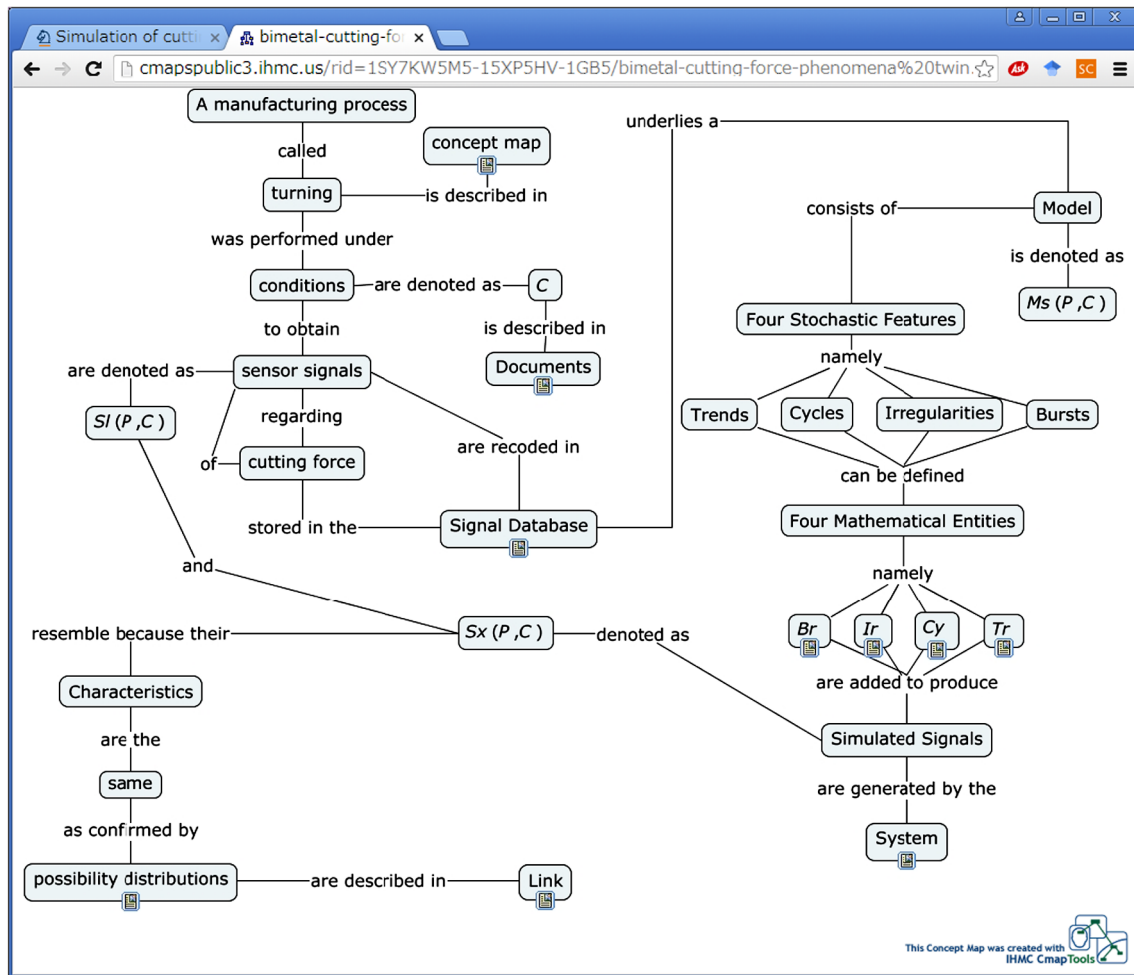 Simulation of cutti
bimetal-cutting-for
cmapspublic3.ihmc.us/rid=1SY7KW5M5-15XP5HV-1GB5/bimetal-cutting-force-phenomena%20twin.
Ask
SC
A manufacturing process
called
concept map
turning
is described in
was performed under
conditions
are denoted as
C
is described in
to obtain
Documents
are denoted as
sensor signals
Sl (P ,C )
regarding
of
cutting force
are recoded in
stored in the
Signal Database
and
underlies a
consists of
Model
is denoted as
Ms (P ,C )
Four Stochastic Features
namely
Trends
Cycles
Irregularities
Bursts
can be defined
Four Mathematical Entities
namely
Br
Ir
Cy
Tr
are added to produce
Simulated Signals
are generated by the
System
resemble because their
Sx (P ,C )
denoted as
Characteristics
are the
same
as confirmed by
possibility distributions
are described in
Link
This Concept Map was created with
IHMC CmapTools